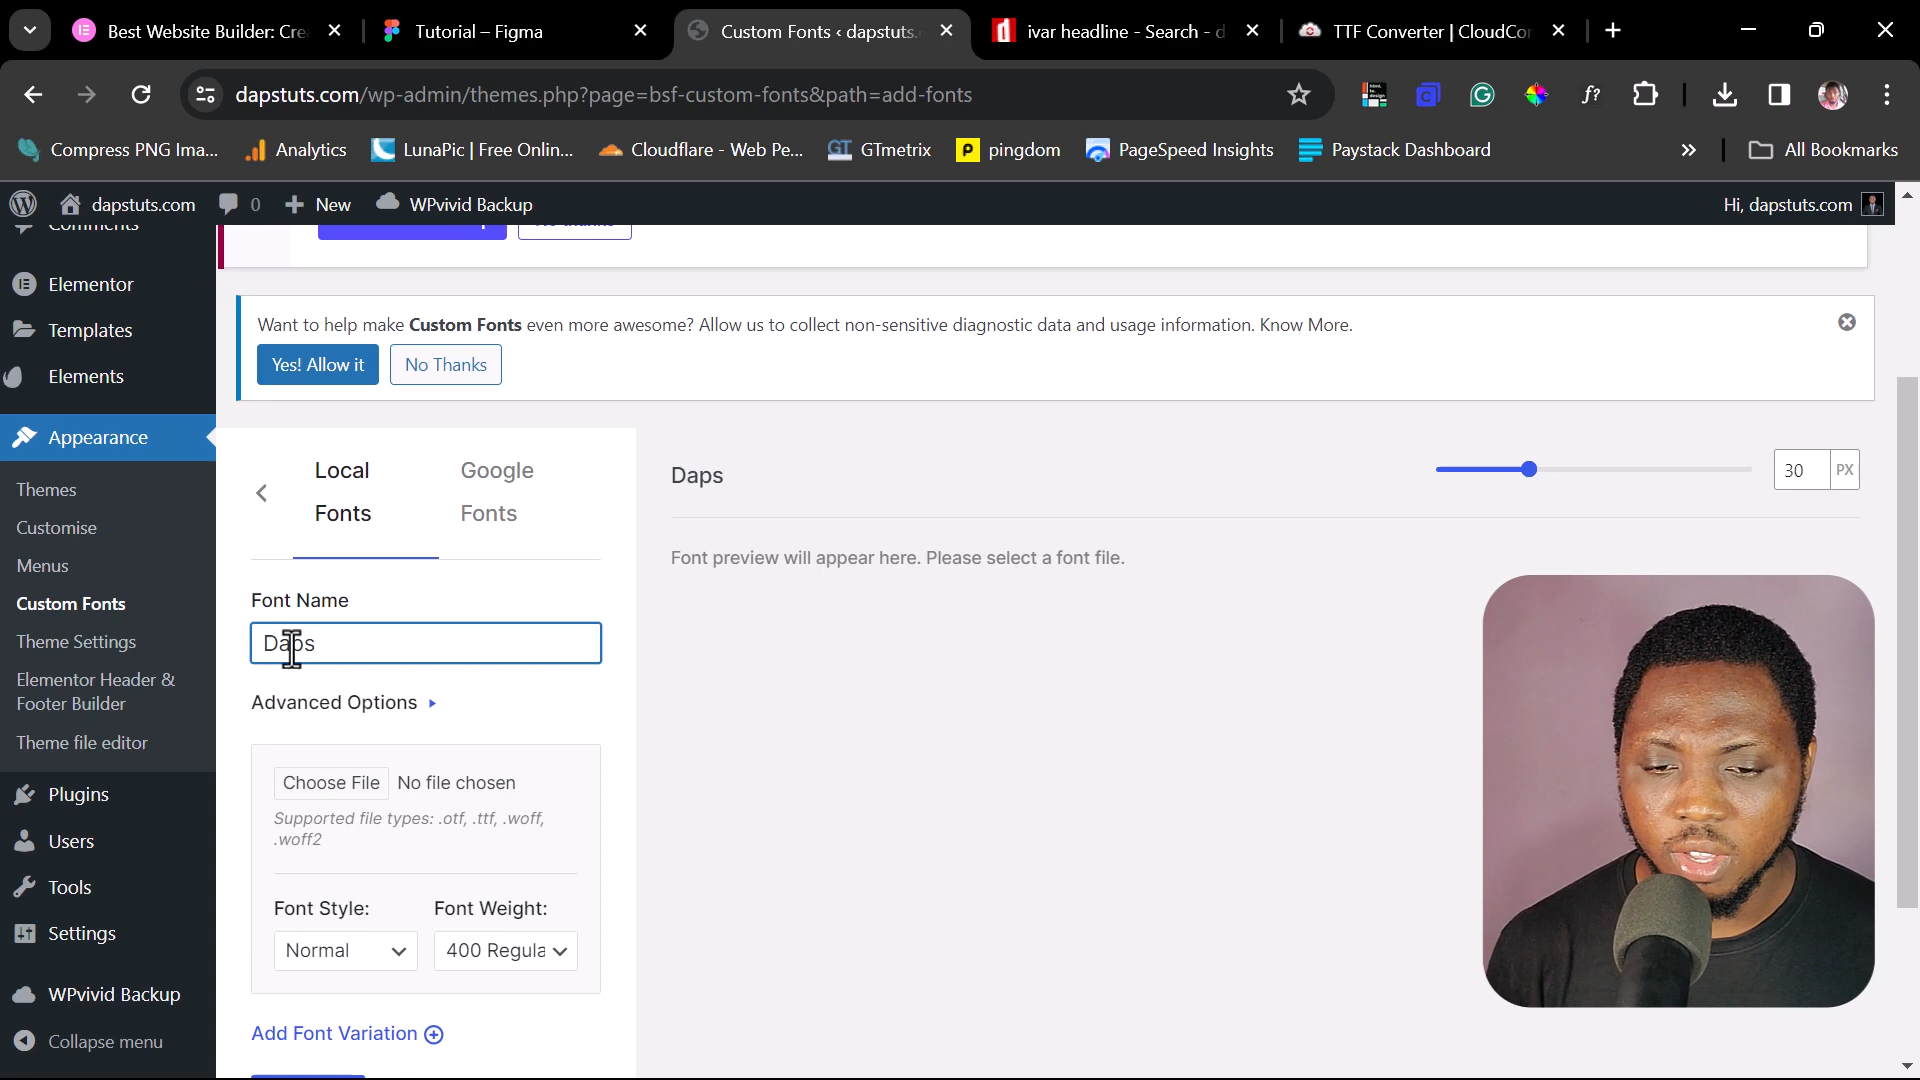 Best Website Builder: Cre
Tutorial – Figma
Custom Fonts ‹ dapstuts.
ivar headline - Search - d
TTF Converter | CloudCon
dapstuts.com/wp-admin/themes.php?page=bsf-custom-fonts&path=add-fonts
f?
Compress PNG Ima...
Analytics
LunaPic | Free Onlin...
Cloudflare - Web Pe...
GTmetrix
pingdom
PageSpeed Insights
Paystack Dashboard
All Bookmarks
dapstuts.com
0
New
WPvivid Backup
Hi, dapstuts.com
Comments
Elementor
Templates
Elements
Appearance
Themes
Customise
Menus
Custom Fonts
Theme Settings
Elementor Header &
Footer Builder
Theme file editor
Plugins
Users
Tools
Settings
WPvivid Backup
Collapse menu
Want to help make Custom Fonts even more awesome? Allow us to collect non-sensitive diagnostic data and usage information. Know More.
Yes! Allow it
No Thanks
Local
Fonts
Google
Fonts
Font Name
Daps
Advanced Options
Choose File No file chosen
Supported file types: .otf, .ttf, .woff,
.woff2
Font Style:
Font Weight:
Normal
400 Regula
Add Font Variation
Daps
30
PX
Font preview will appear here. Please select a font file.